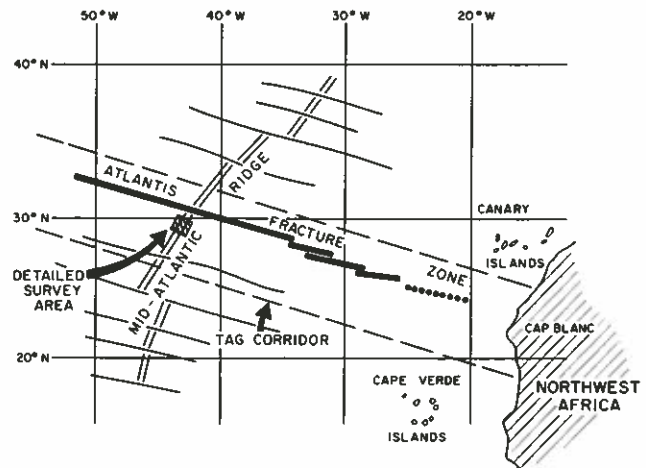 50°W
40°W
30°W
20°W
40°N
ATLANTIS
RIDGE
30°N
FRACTURE
CANARY
ISLANDS
ZONE
DETAILED
SURVEY
AREA
MID-ATLANTIC
TAG CORRIDOR
CAP BLANC
20°N
CAPE VERDE
ISLANDS
NORTHWEST
AFRICA